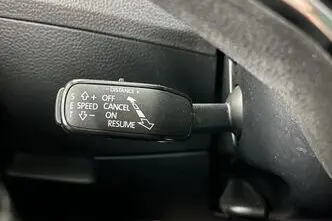 - DISTANCE -
S + OFF
E SPEED CANCEL
T - ON
RESUME